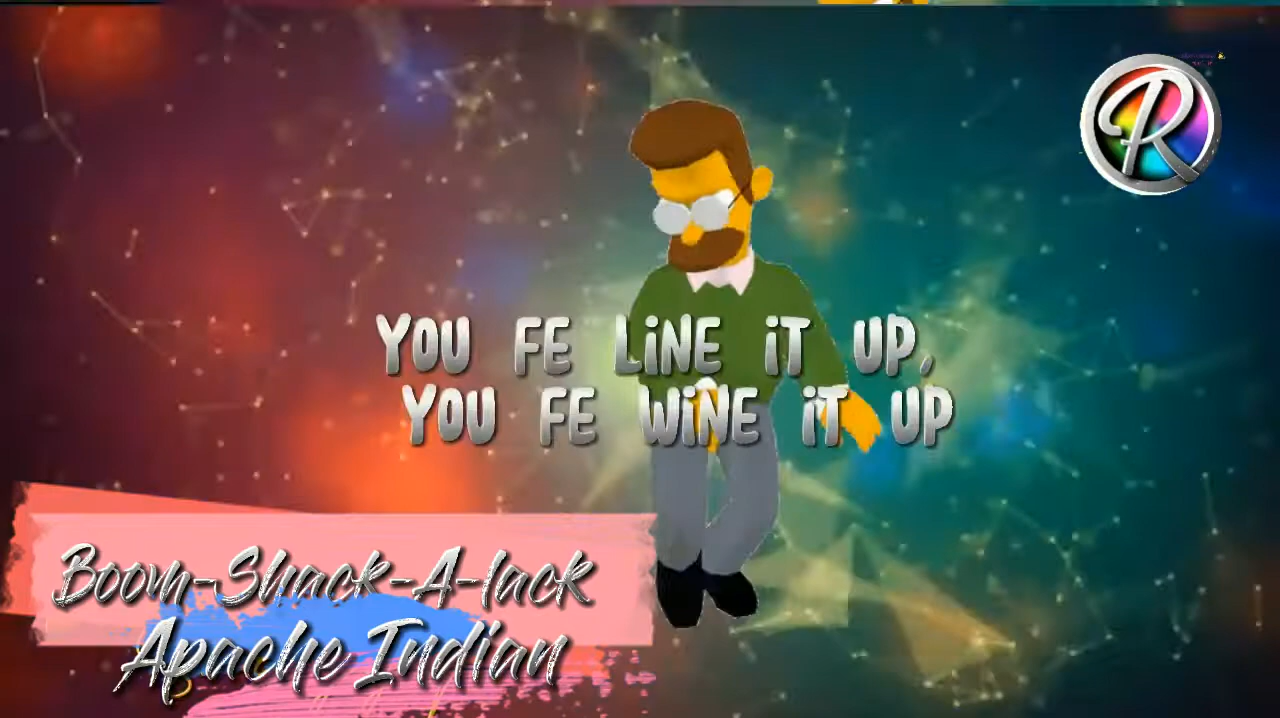 R
YOU FE LiNE iT UP,
YOU FE WiNE iT UP
Boom-Shack-A-lack
Apache Indian